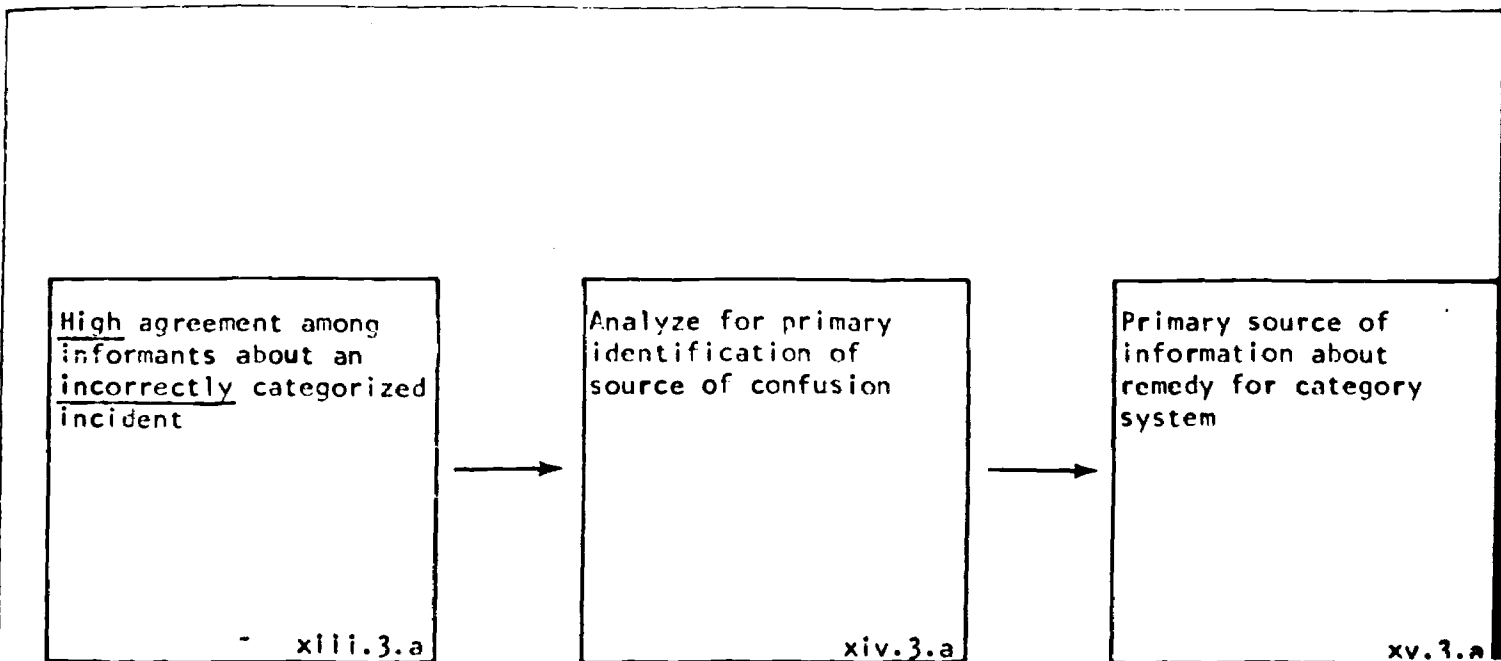 High agreement among
informants about an
incorrectly categorized
incident
xiii.3.a
Analyze for primary
identification of
source of confusion
xiv.3.a
Primary source of
information about
remedy for category
system
xv.3.a